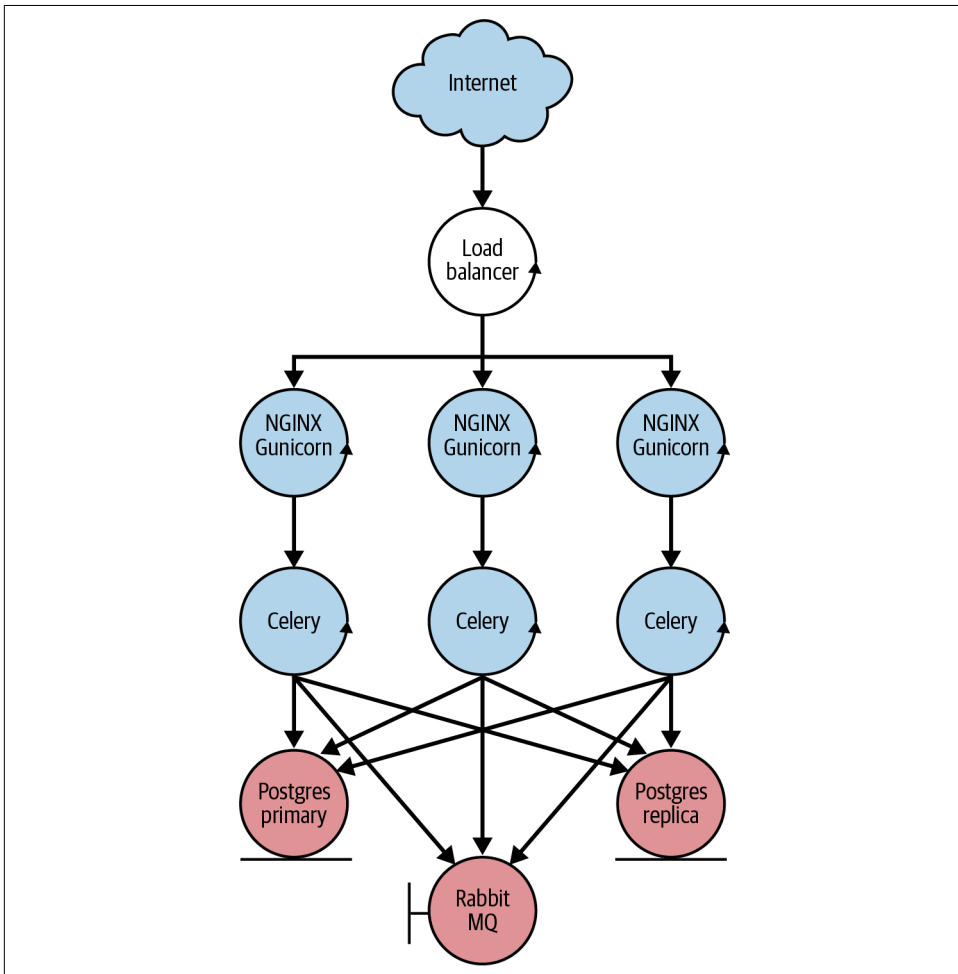 Internet
Load
balancer
NGINX
Gunicorn
NGINX
Gunicorn
NGINX
Gunicorn
Celery
Celery
Celery
Postgres
primary
Postgres
replica
Rabbit
MQ